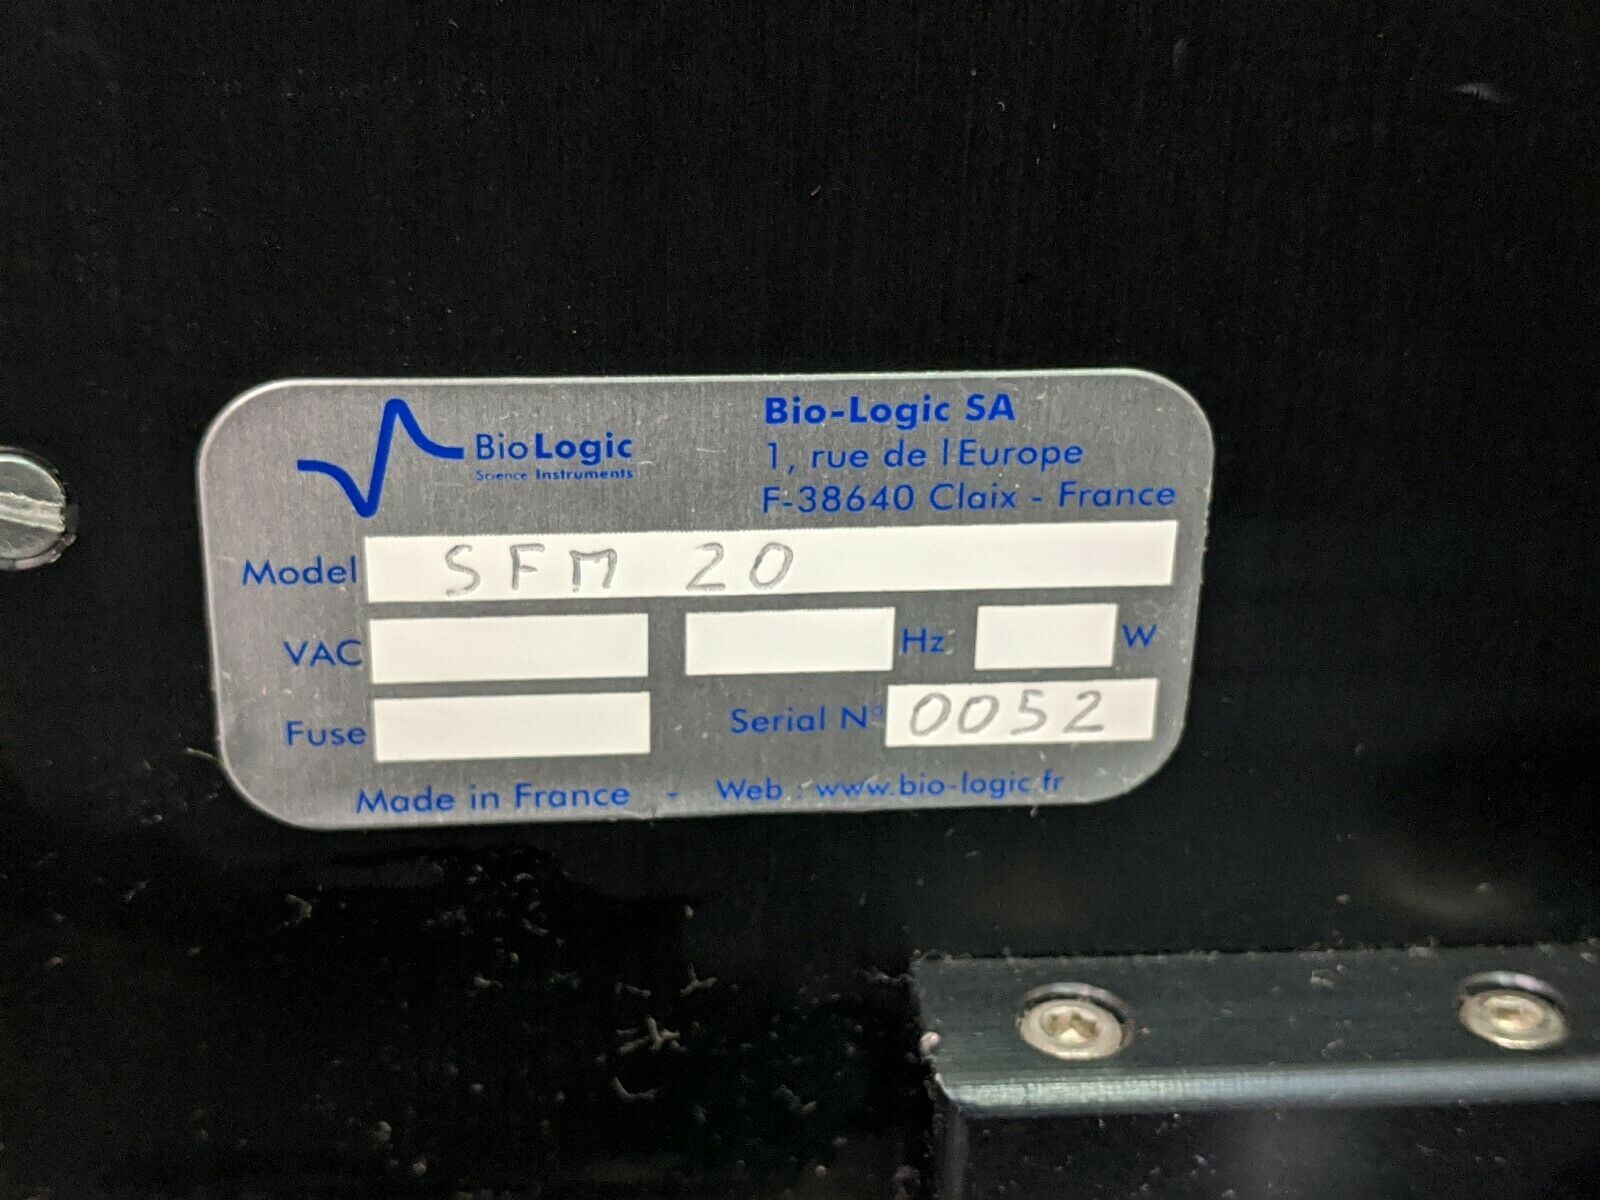 BioLogic
Science Instruments
Bio-Logic SA
1, rue de l'Europe
F-38640 Claix - France
Model SFM 20
VAC Hz W
Fuse Serial N° 0052
Made in France - Web : www.bio-logic.fr